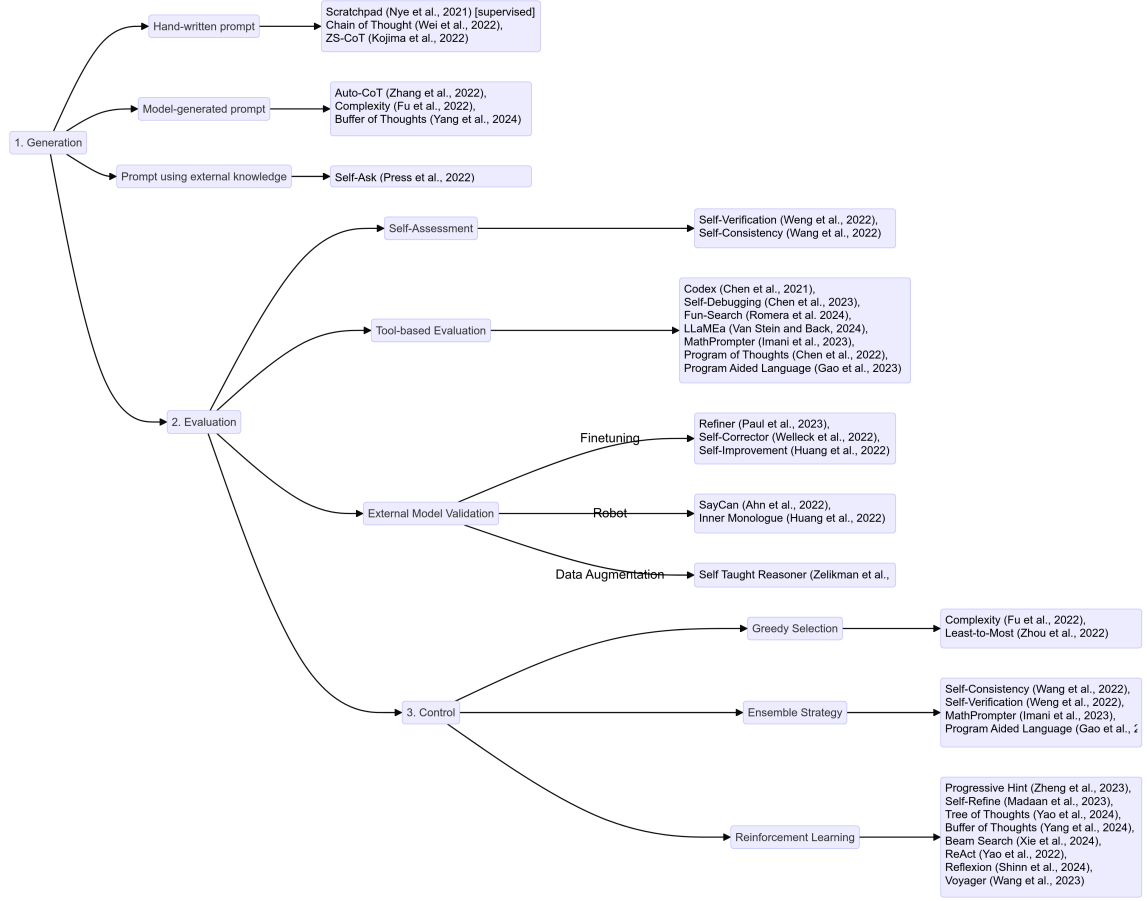 1. Generation
Hand-written prompt
Scratchpad (Nye et al., 2021) [supervised]
Chain of Thought (Wei et al., 2022),
ZS-CoT (Kojima et al., 2022)
Model-generated prompt
Auto-CoT (Zhang et al., 2022),
Complexity (Fu et al., 2022),
Buffer of Thoughts (Yang et al., 2024)
Prompt using external knowledge
Self-Ask (Press et al., 2022)
2. Evaluation
Self-Assessment
Self-Verification (Weng et al., 2022),
Self-Consistency (Wang et al., 2022)
Tool-based Evaluation
Codex (Chen et al., 2021),
Self-Debugging (Chen et al., 2023),
Fun-Search (Romera et al. 2024),
LLaMEa (Van Stein and Back, 2024),
MathPrompter (Imani et al., 2023),
Program of Thoughts (Chen et al., 2022),
Program Aided Language (Gao et al., 2023)
External Model Validation
Finetuning
Refiner (Paul et al., 2023),
Self-Corrector (Welleck et al., 2022),
Self-Improvement (Huang et al., 2022)
Robot
SayCan (Ahn et al., 2022),
Inner Monologue (Huang et al., 2022)
Data Augmentation
Self Taught Reasoner (Zelikman et al.,
3. Control
Greedy Selection
Complexity (Fu et al., 2022),
Least-to-Most (Zhou et al., 2022)
Ensemble Strategy
Self-Consistency (Wang et al., 2022),
Self-Verification (Weng et al., 2022),
MathPrompter (Imani et al., 2023),
Program Aided Language (Gao et al.,
Reinforcement Learning
Progressive Hint (Zheng et al., 2023),
Self-Refine (Madaan et al., 2023),
Tree of Thoughts (Yao et al., 2024),
Buffer of Thoughts (Yang et al., 2024),
Beam Search (Xie et al., 2024),
ReAct (Yao et al., 2022),
Reflexion (Shinn et al., 2024),
Voyager (Wang et al., 2023)